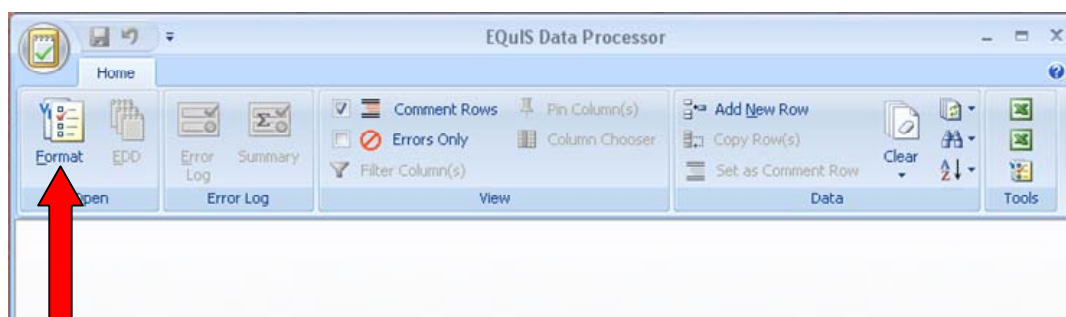 EQuIS Data Processor
Home
Format
EDD
Error Log
Summary
Comment Rows
Pin Column(s)
Errors Only
Column Chooser
Filter Column(s)
Add New Row
Copy Row(s)
Set as Comment Row
Clear
Error Log
View
Data
Tools